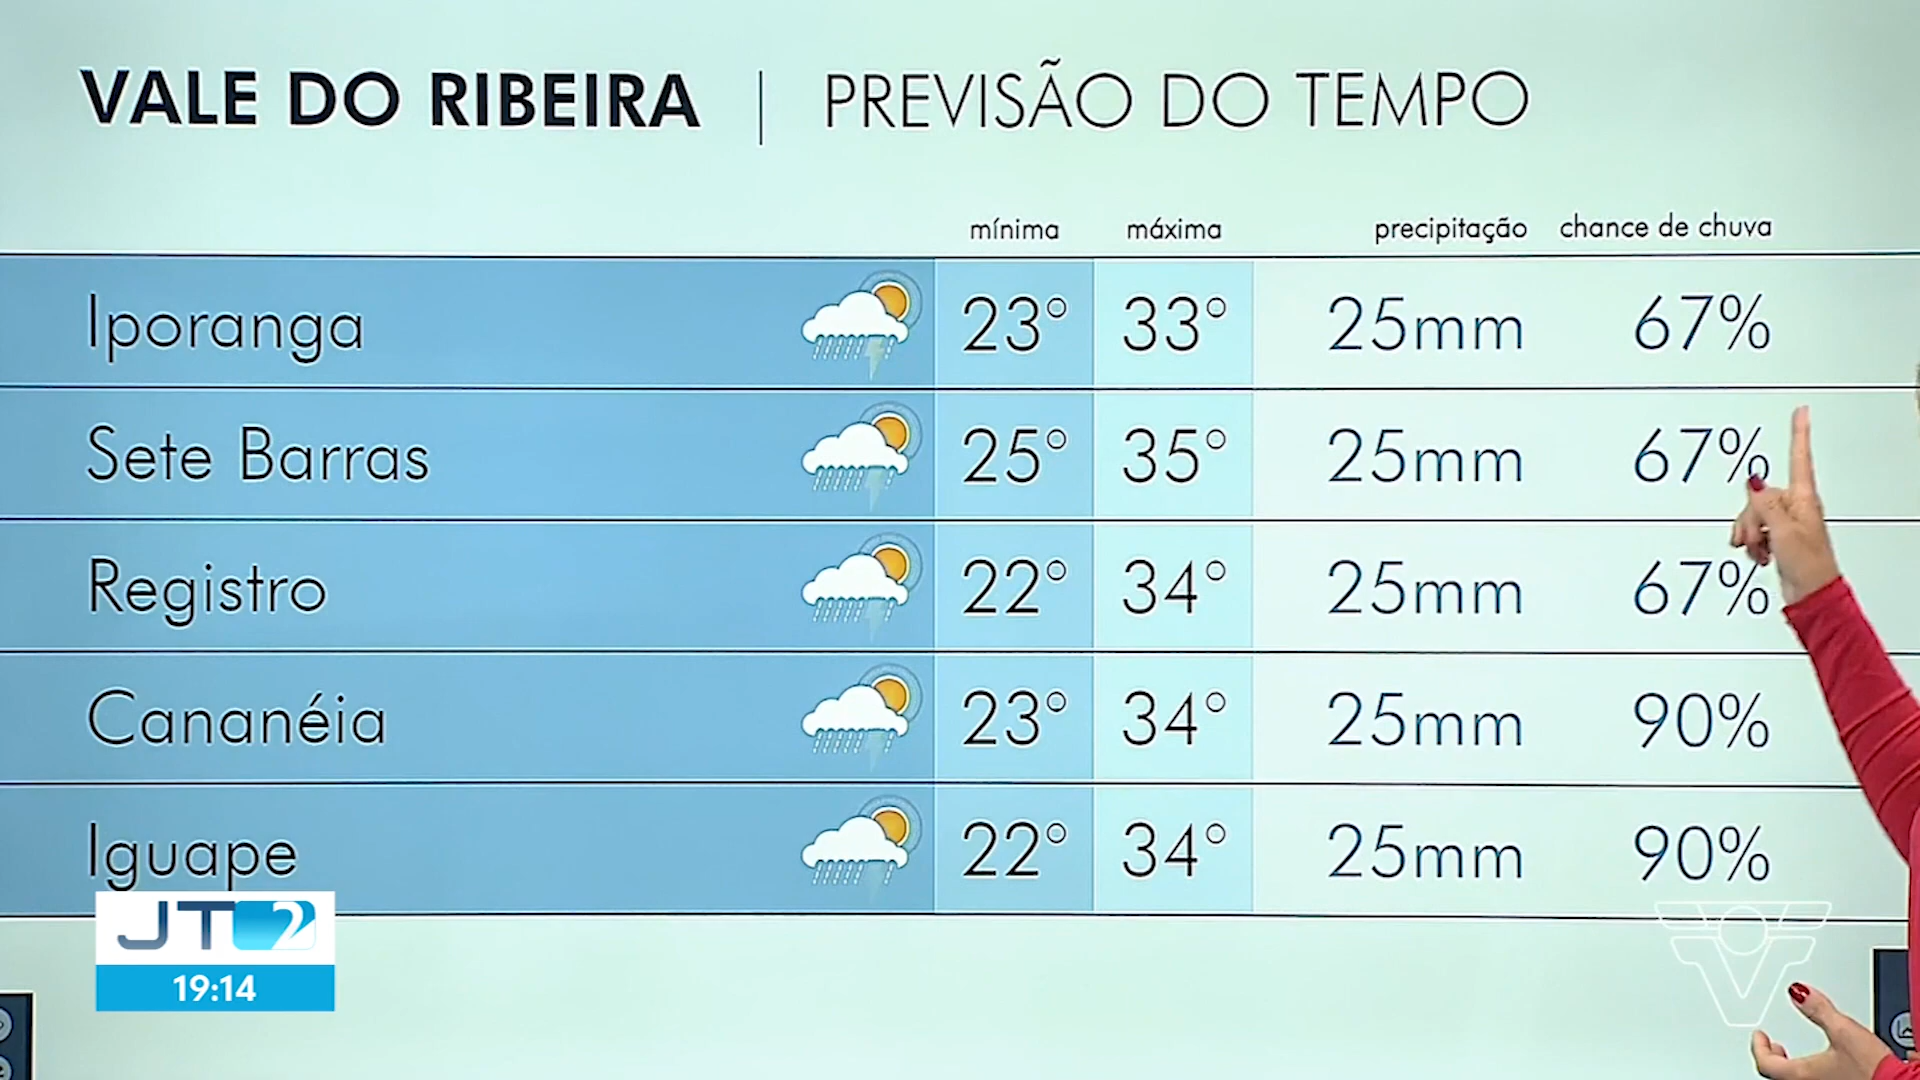 VALE DO RIBEIRA | PREVISÃO DO TEMPO
mínima máxima precipitação chance de chuva
Iporanga 23° 33° 25mm 67%
Sete Barras 25° 35° 25mm 67%
Registro 22° 34° 25mm 67%
Cananéia 23° 34° 25mm 90%
Iguape 22° 34° 25mm 90%
JT2
19:14